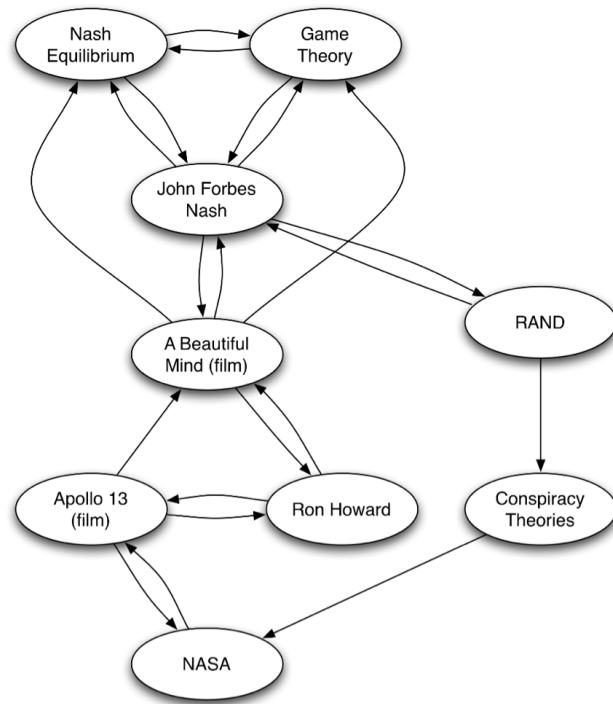 Nash
Equilibrium
Game
Theory
John Forbes
Nash
RAND
A Beautiful
Mind (film)
Apollo 13
(film)
Ron Howard
Conspiracy
Theories
NASA